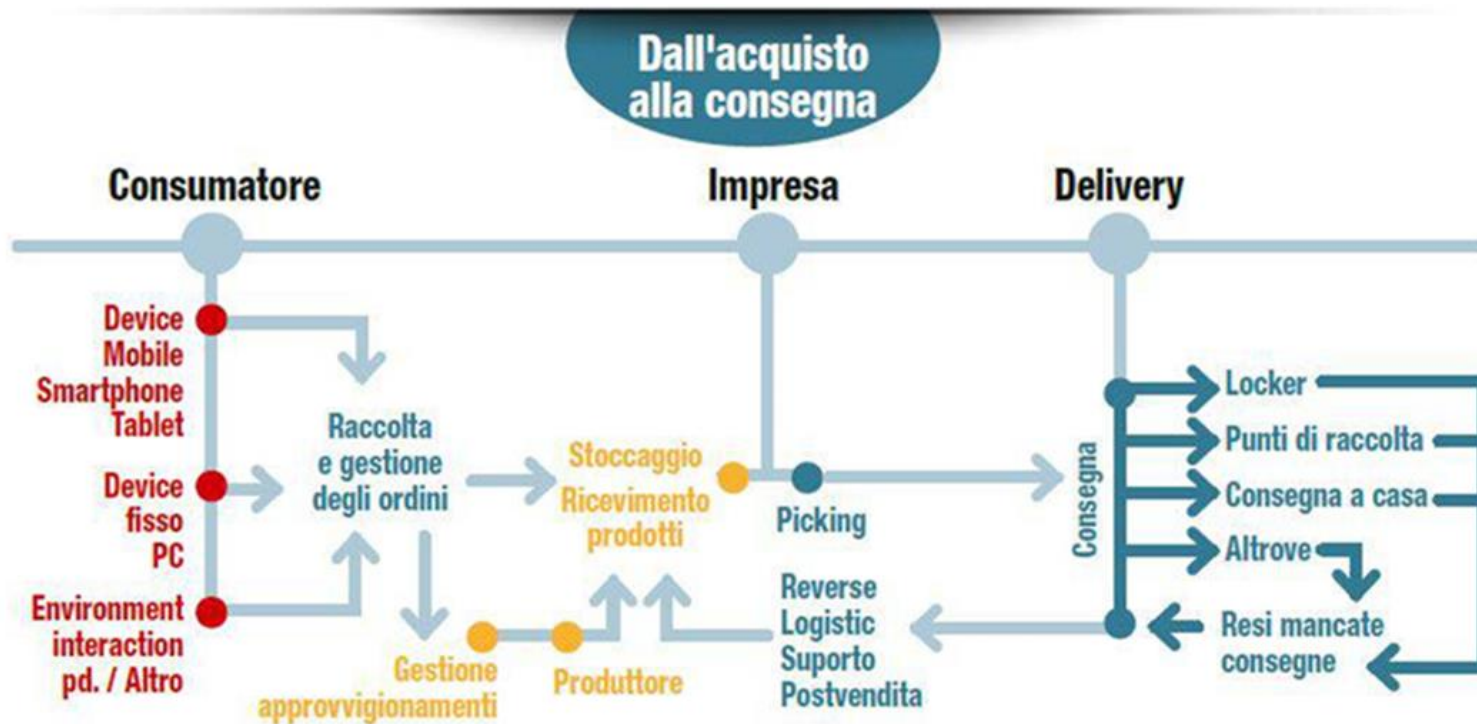 Dall'acquisto
alla consegna
Consumatore
Impresa
Delivery
Device
Mobile
Smartphone
Tablet
Device
fisso
PC
Environment
interaction
pd. / Altro
Raccolta
e gestione
degli ordini
Gestione
approvvigionamenti
Produttore
Stoccaggio
Ricevimento
prodotti
Picking
Reverse
Logistic
Suporto
Postvendita
Consegna
Locker
Punti di raccolta
Consegna a casa
Altrove
Resi mancate
consegne